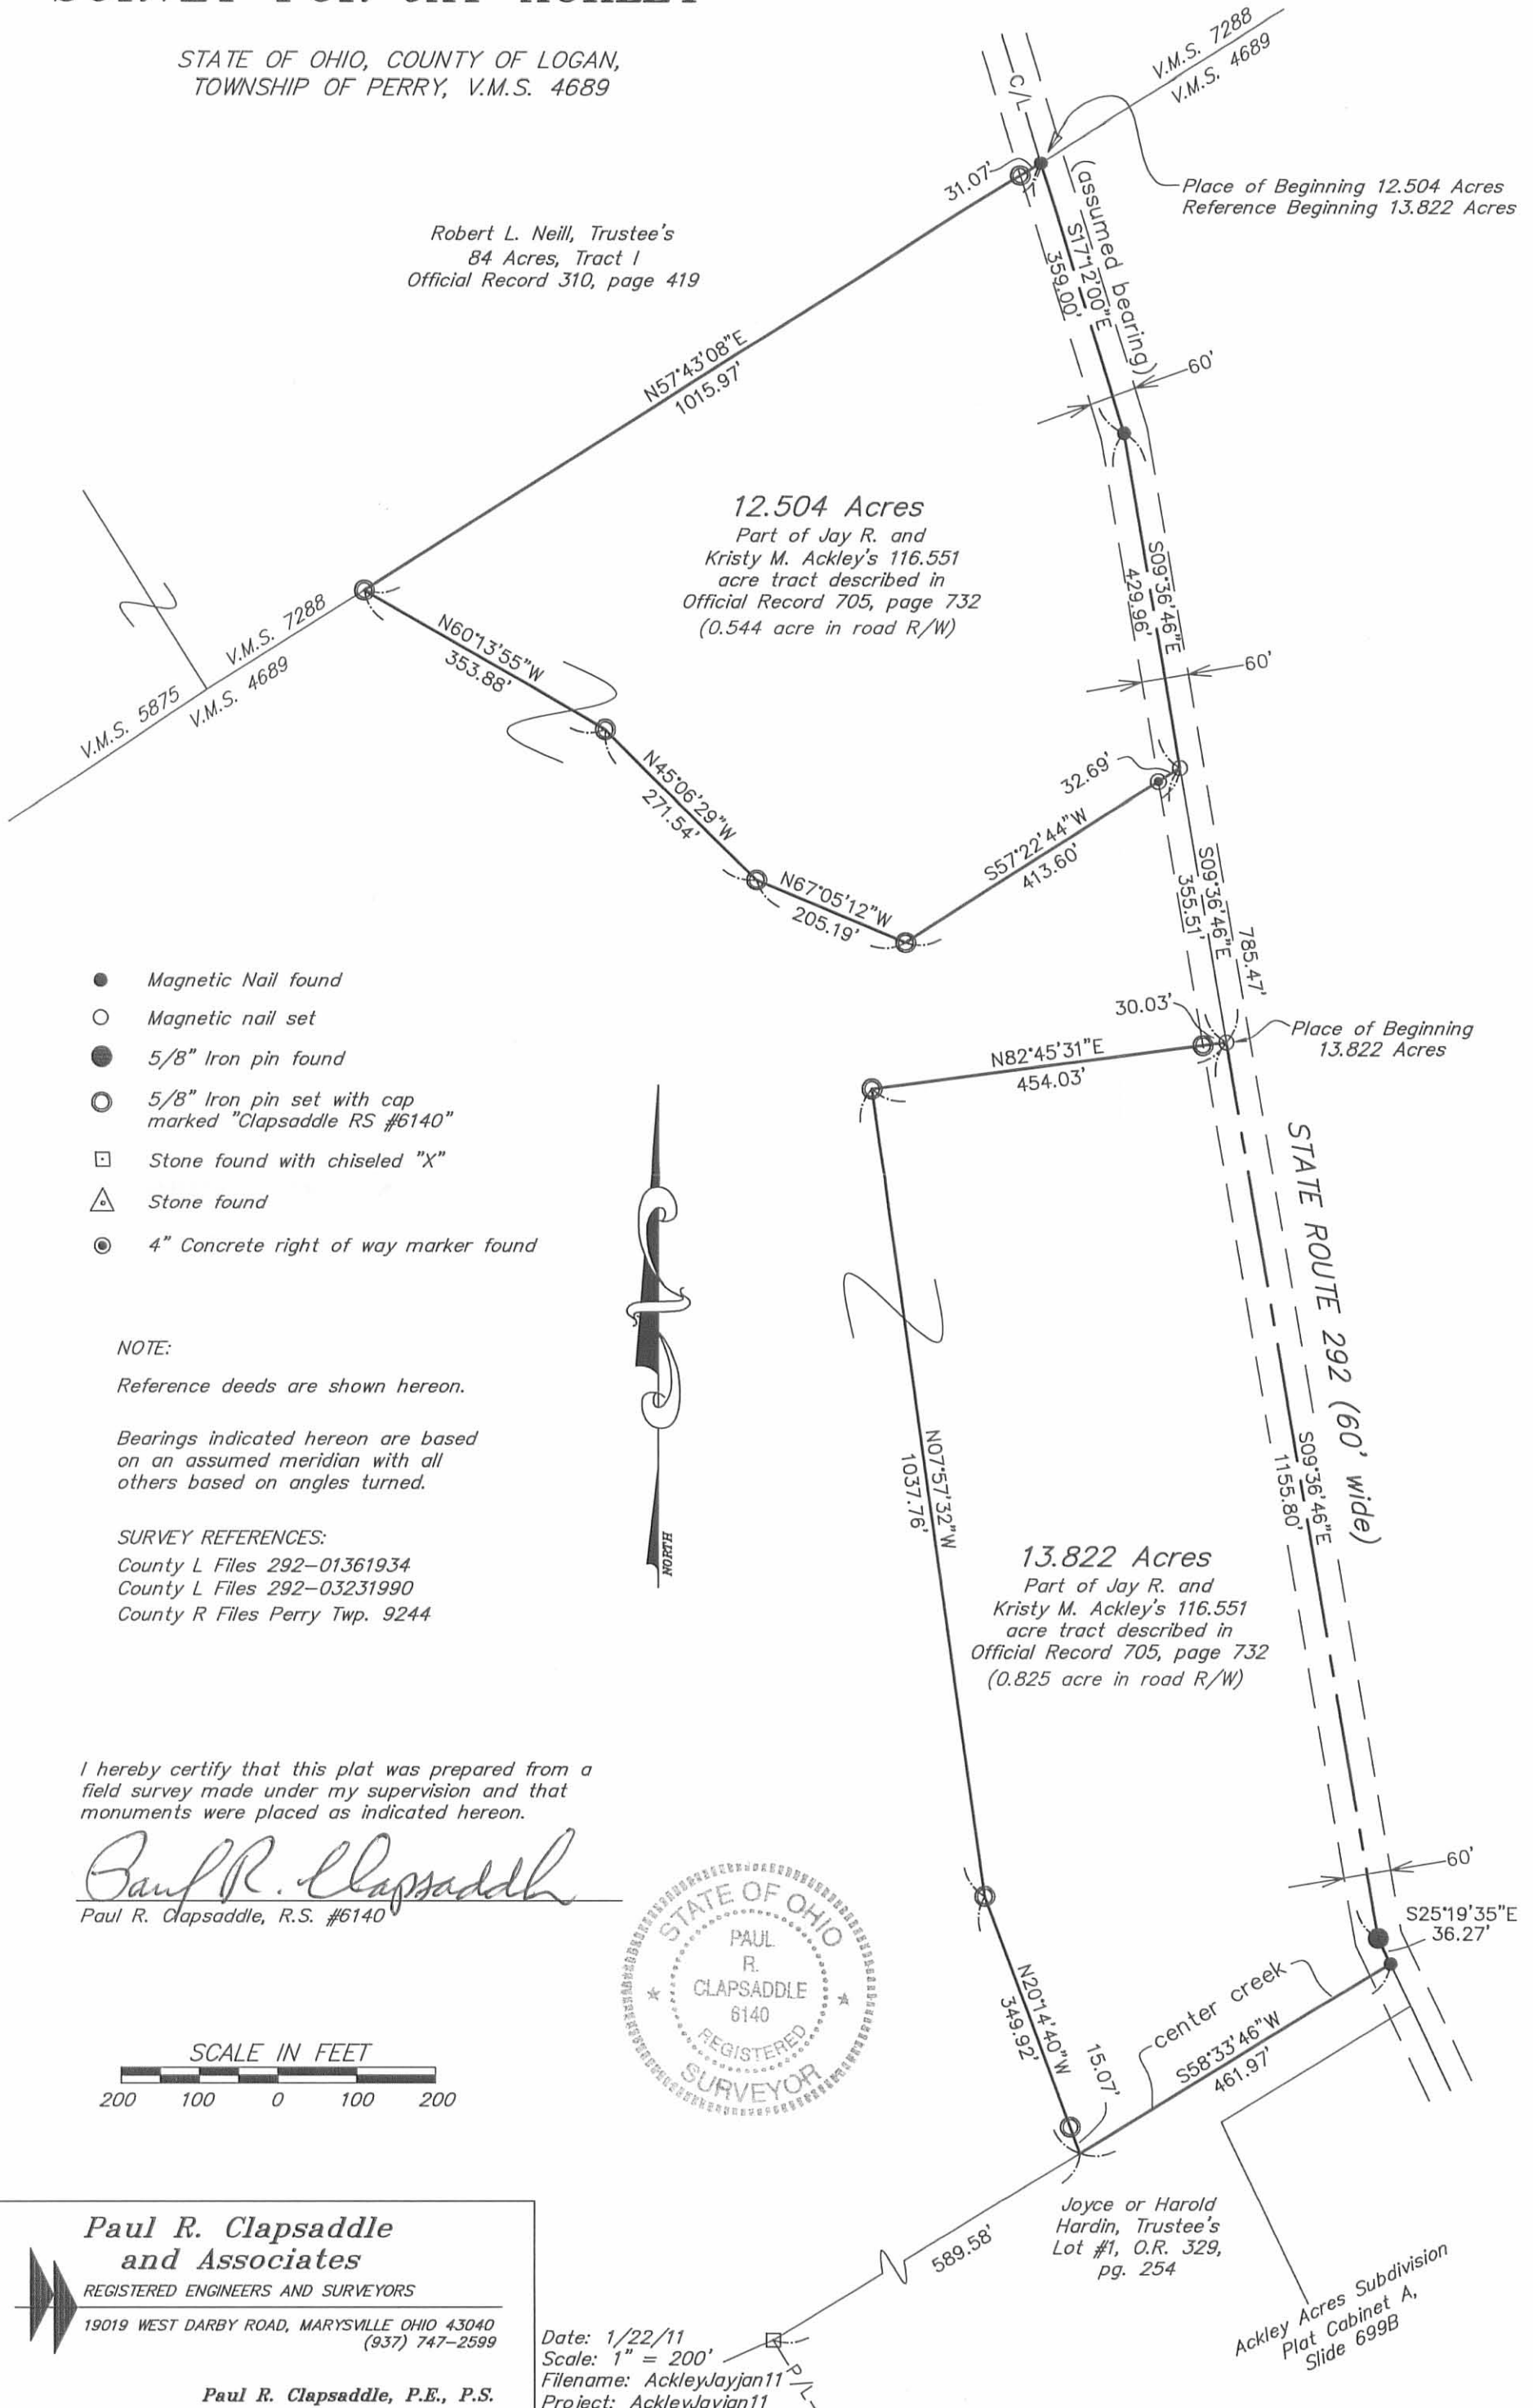 STATE OF OHIO, COUNTY OF LOGAN,
TOWNSHIP OF PERRY, V.M.S. 4689
V.M.S. 7288
V.M.S. 4689
C/L
31.07'
Place of Beginning 12.504 Acres
Reference Beginning 13.822 Acres
(assumed bearing)
S17°12'00"E
359.00'
Robert L. Neill, Trustee's
84 Acres, Tract I
Official Record 310, page 419
N57°43'08"E
1015.97'
60'
12.504 Acres
Part of Jay R. and
Kristy M. Ackley's 116.551
acre tract described in
Official Record 705, page 732
(0.544 acre in road R/W)
S09°36'46"E
429.96'
60'
V.M.S. 7288
V.M.S. 5875
V.M.S. 4689
N60°13'55"W
353.88'
N45°06'29"W
271.54'
N67°05'12"W
205.19'
S57°22'44"W
413.60'
32.69'
S09°36'46"E
355.51'
785.47'
Magnetic Nail found
Magnetic nail set
5/8" Iron pin found
5/8" Iron pin set with cap
marked "Clapsaddle RS #6140"
Stone found with chiseled "X"
Stone found
4" Concrete right of way marker found
30.03'
Place of Beginning
13.822 Acres
N82°45'31"E
454.03'
STATE ROUTE 292 (60' wide)
NORTH
NOTE:
Reference deeds are shown hereon.
Bearings indicated hereon are based
on an assumed meridian with all
others based on angles turned.
SURVEY REFERENCES:
County L Files 292-01361934
County L Files 292-03231990
County R Files Perry Twp. 9244
N07°57'32"W
1037.76'
S09°36'46"E
1155.80'
13.822 Acres
Part of Jay R. and
Kristy M. Ackley's 116.551
acre tract described in
Official Record 705, page 732
(0.825 acre in road R/W)
I hereby certify that this plat was prepared from a
field survey made under my supervision and that
monuments were placed as indicated hereon.
Paul R. Clapsaddle
Paul R. Clapsaddle, R.S. #6140
STATE OF OHIO
PAUL
R.
CLAPSADDLE
6140
REGISTERED
SURVEYOR
60'
S25°19'35"E
36.27'
N20°14'40"W
349.92'
15.07'
center creek
S58°33'46"W
461.97'
SCALE IN FEET
200 100 0 100 200
Joyce or Harold
Hardin, Trustee's
Lot #1, O.R. 329,
pg. 254
589.58'
Ackley Acres Subdivision
Plat Cabinet A,
Slide 699B
P/L
Paul R. Clapsaddle
and Associates
REGISTERED ENGINEERS AND SURVEYORS
19019 WEST DARBY ROAD, MARYSVILLE OHIO 43040
(937) 747-2599
Paul R. Clapsaddle, P.E., P.S.
Date: 1/22/11
Scale: 1" = 200'
Filename: AckleyJayjan11
Project: AckleyJayjan11